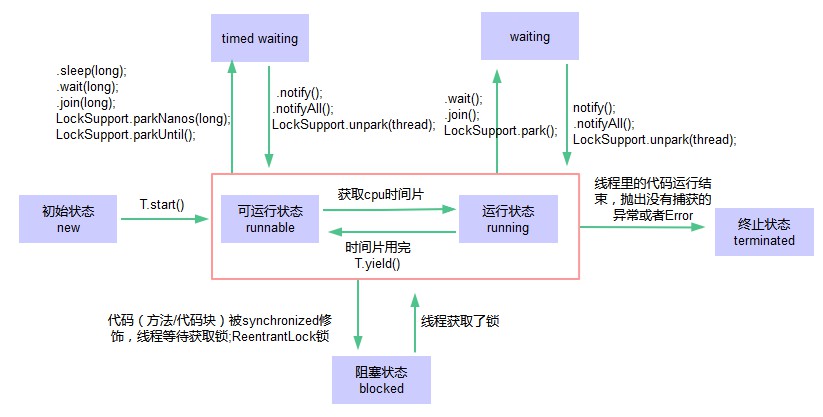 timed waiting
waiting
.sleep(long);
.wait(long);
.join(long);
LockSupport.parkNanos(long);
LockSupport.parkUntil();
.notify();
.notifyAll();
LockSupport.unpark(thread);
.wait();
.join();
LockSupport.park();
notify();
.notifyAll();
LockSupport.unpark(thread);
初始状态
new
T.start()
可运行状态
runnable
获取cpu时间片
时间片用完
T.yield()
运行状态
running
线程里的代码运行结
束，抛出没有捕获的
异常或者Error
终止状态
terminated
代码（方法/代码块）被synchronized修
饰，线程等待获取锁;ReentrantLock锁
线程获取了锁
阻塞状态
blocked